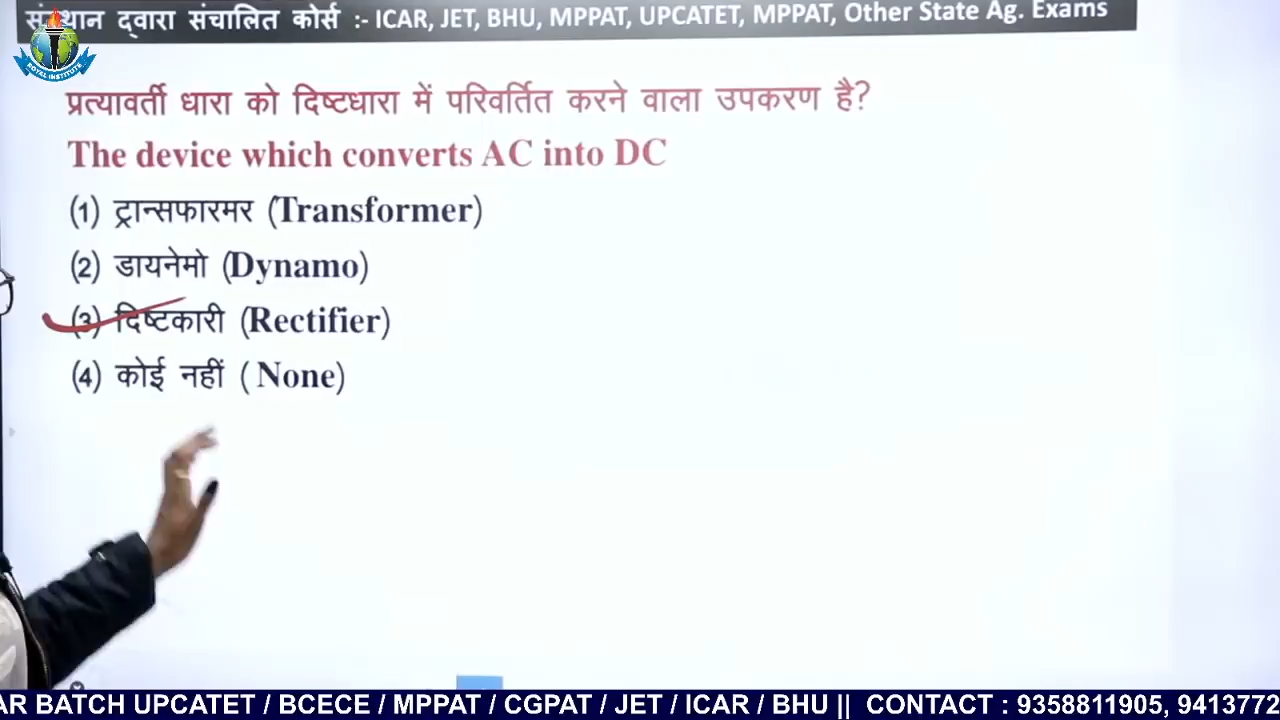 संस्थान द्वारा संचालित कोर्स :- ICAR, JET, BHU, MPPAT, UPCATET, MPPAT, Other State Ag. Exams
ROYAL INSTITUTE
प्रत्यावर्ती धारा को दिष्टधारा में परिवर्तित करने वाला उपकरण है?
The device which converts AC into DC
(1) ट्रान्सफारमर (Transformer)
(2) डायनेमो (Dynamo)
(3) दिष्टकारी (Rectifier)
(4) कोई नहीं ( None)
AR BATCH UPCATET / BCECE / MPPAT / CGPAT / JET / ICAR / BHU || CONTACT : 9358811905, 9413772